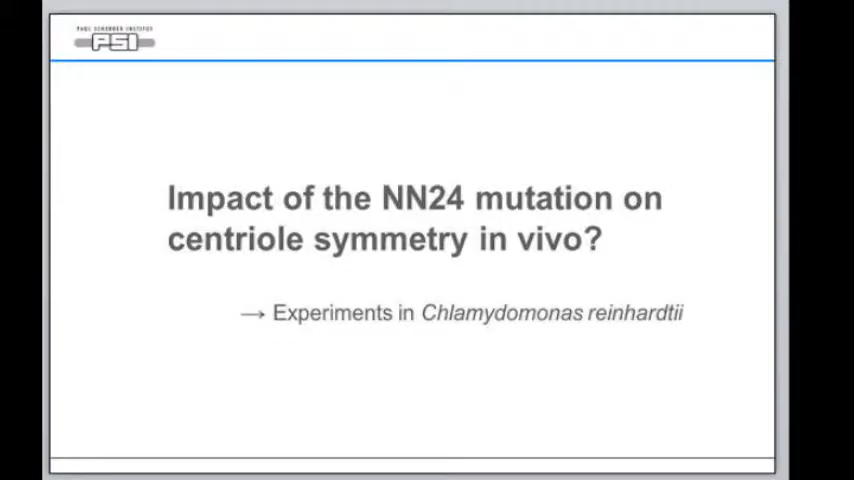 PAUL SCHERRER INSTITUT
PSI
Impact of the NN24 mutation on
centriole symmetry in vivo?
→ Experiments in Chlamydomonas reinhardtii